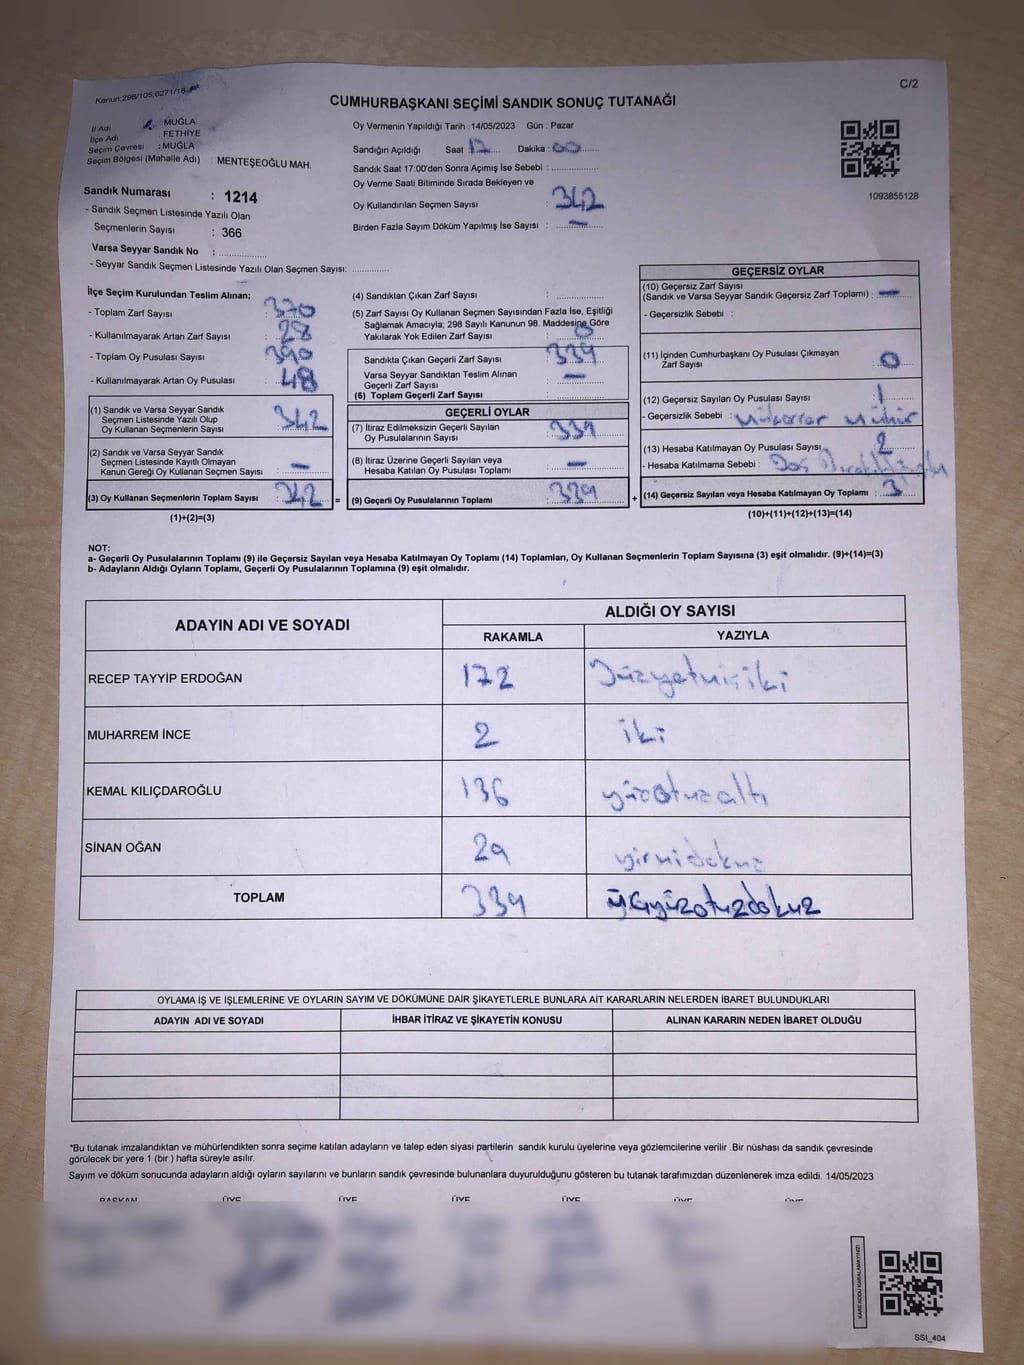 C/2
Kanun:298/105,6271/18
CUMHURBAŞKANI SEÇİMİ SANDIK SONUÇ TUTANAĞI
İl Adı : MUĞLA
İlçe Adı FETHİYE
Seçim Çevresi : MUĞLA
Seçim Bölgesi (Mahalle Adı) : MENTEŞEOĞLU MAH.
Oy Vermenin Yapıldığı Tarih :14/05/2023 Gün : Pazar
Sandığın Açıldığı Saat 17 Dakika : 00
Sandık Saat 17:00'den Sonra Açımış İse Sebebi :
Oy Verme Saati Bitiminde Sırada Bekleyen ve
Oy Kullandırılan Seçmen Sayısı : 342
Birden Fazla Sayım Döküm Yapılmış İse Sayısı : -
1093855128
Sandık Numarası : 1214
- Sandık Seçmen Listesinde Yazılı Olan
Seçmenlerin Sayısı : 366
Varsa Seyyar Sandık No :
- Seyyar Sandık Seçmen Listesinde Yazılı Olan Seçmen Sayısı:
İlçe Seçim Kurulundan Teslim Alınan;
- Toplam Zarf Sayısı : 370
- Kullanılmayarak Artan Zarf Sayısı : 28
- Toplam Oy Pusulası Sayısı : 390
- Kullanılmayarak Artan Oy Pusulası : 48
(1) Sandık ve Varsa Seyyar Sandık
Seçmen Listesinde Yazılı Olup
Oy Kullanan Seçmenlerin Sayısı : 342
(2) Sandık ve Varsa Seyyar Sandık
Seçmen Listesinde Kayıtlı Olmayan
Kanun Gereği Oy Kullanan Seçmen Sayısı : -
(3) Oy Kullanan Seçmenlerin Toplam Sayısı : 342 =
(1)+(2)=(3)
(4) Sandıktan Çıkan Zarf Sayısı :
(5) Zarf Sayısı Oy Kullanan Seçmen Sayısından Fazla İse, Eşitliği
Sağlamak Amacıyla; 298 Sayılı Kanunun 98. Maddesine Göre
Yakılarak Yok Edilen Zarf Sayısı : 0
Sandıkta Çıkan Geçerli Zarf Sayısı : 339
Varsa Seyyar Sandıktan Teslim Alınan
Geçerli Zarf Sayısı : -
(6) Toplam Geçerli Zarf Sayısı :
GEÇERLİ OYLAR
(7) İtiraz Edilmeksizin Geçerli Sayılan
Oy Pusulalarının Sayısı : 339
(8) İtiraz Üzerine Geçerli Sayılan veya
Hesaba Katılan Oy Pusulası Toplamı : -
(9) Geçerli Oy Pusulalarının Toplamı : 339 +
GEÇERSİZ OYLAR
(10) Geçersiz Zarf Sayısı
(Sandık ve Varsa Seyyar Sandık Geçersiz Zarf Toplamı) : -
- Geçersizlik Sebebi :
(11) İçinden Cumhurbaşkanı Oy Pusulası Çıkmayan
Zarf Sayısı : 0
(12) Geçersiz Sayılan Oy Pusulası Sayısı : 1
- Geçersizlik Sebebi : Mükerrer Mühür
(13) Hesaba Katılmayan Oy Pusulası Sayısı : 2
- Hesaba Katılmama Sebebi :
(14) Geçersiz Sayılan veya Hesaba Katılmayan Oy Toplamı : 3
(10)+(11)+(12)+(13)=(14)
NOT:
a- Geçerli Oy Pusulalarının Toplamı (9) ile Geçersiz Sayılan veya Hesaba Katılmayan Oy Toplamı (14) Toplamları, Oy Kullanan Seçmenlerin Toplam Sayısına (3) eşit olmalıdır. (9)+(14)=(3)
b- Adayların Aldığı Oyların Toplamı, Geçerli Oy Pusulalarının Toplamına (9) eşit olmalıdır.
ADAYIN ADI VE SOYADI ALDIĞI OY SAYISI
RAKAMLA YAZIYLA
RECEP TAYYİP ERDOĞAN 172 yüzyetmişiki
MUHARREM İNCE 2 iki
KEMAL KILIÇDAROĞLU 136 yüzotuzaltı
SİNAN OĞAN 29 yirmidokuz
TOPLAM 339 üçyüzotuzdokuz
OYLAMA İŞ VE İŞLEMLERİNE VE OYLARIN SAYIM VE DÖKÜMÜNE DAİR ŞİKAYETLERLE BUNLARA AİT KARARLARIN NELERDEN İBARET BULUNDUKLARI
ADAYIN ADI VE SOYADI İHBAR İTİRAZ VE ŞİKAYETİN KONUSU ALINAN KARARIN NEDEN İBARET OLDUĞU
*Bu tutanak imzalandıktan ve mühürlendikten sonra seçime katılan adayların ve talep eden siyasi partilerin sandık kurulu üyelerine veya gözlemcilerine verilir .Bir nüshası da sandık çevresinde
görülecek bir yere 1 (bir ) hafta süreyle asılır.
Sayım ve döküm sonucunda adayların aldığı oyların sayılarını ve bunların sandık çevresinde bulunanlara duyurulduğunu gösteren bu tutanak tarafımızdan düzenlenerek imza edildi. 14/05/2023
BAŞKAN ÜYE ÜYE ÜYE ÜYE ÜYE ÜYE
KARE KODU KARALAMAYINIZ!
SSI_404